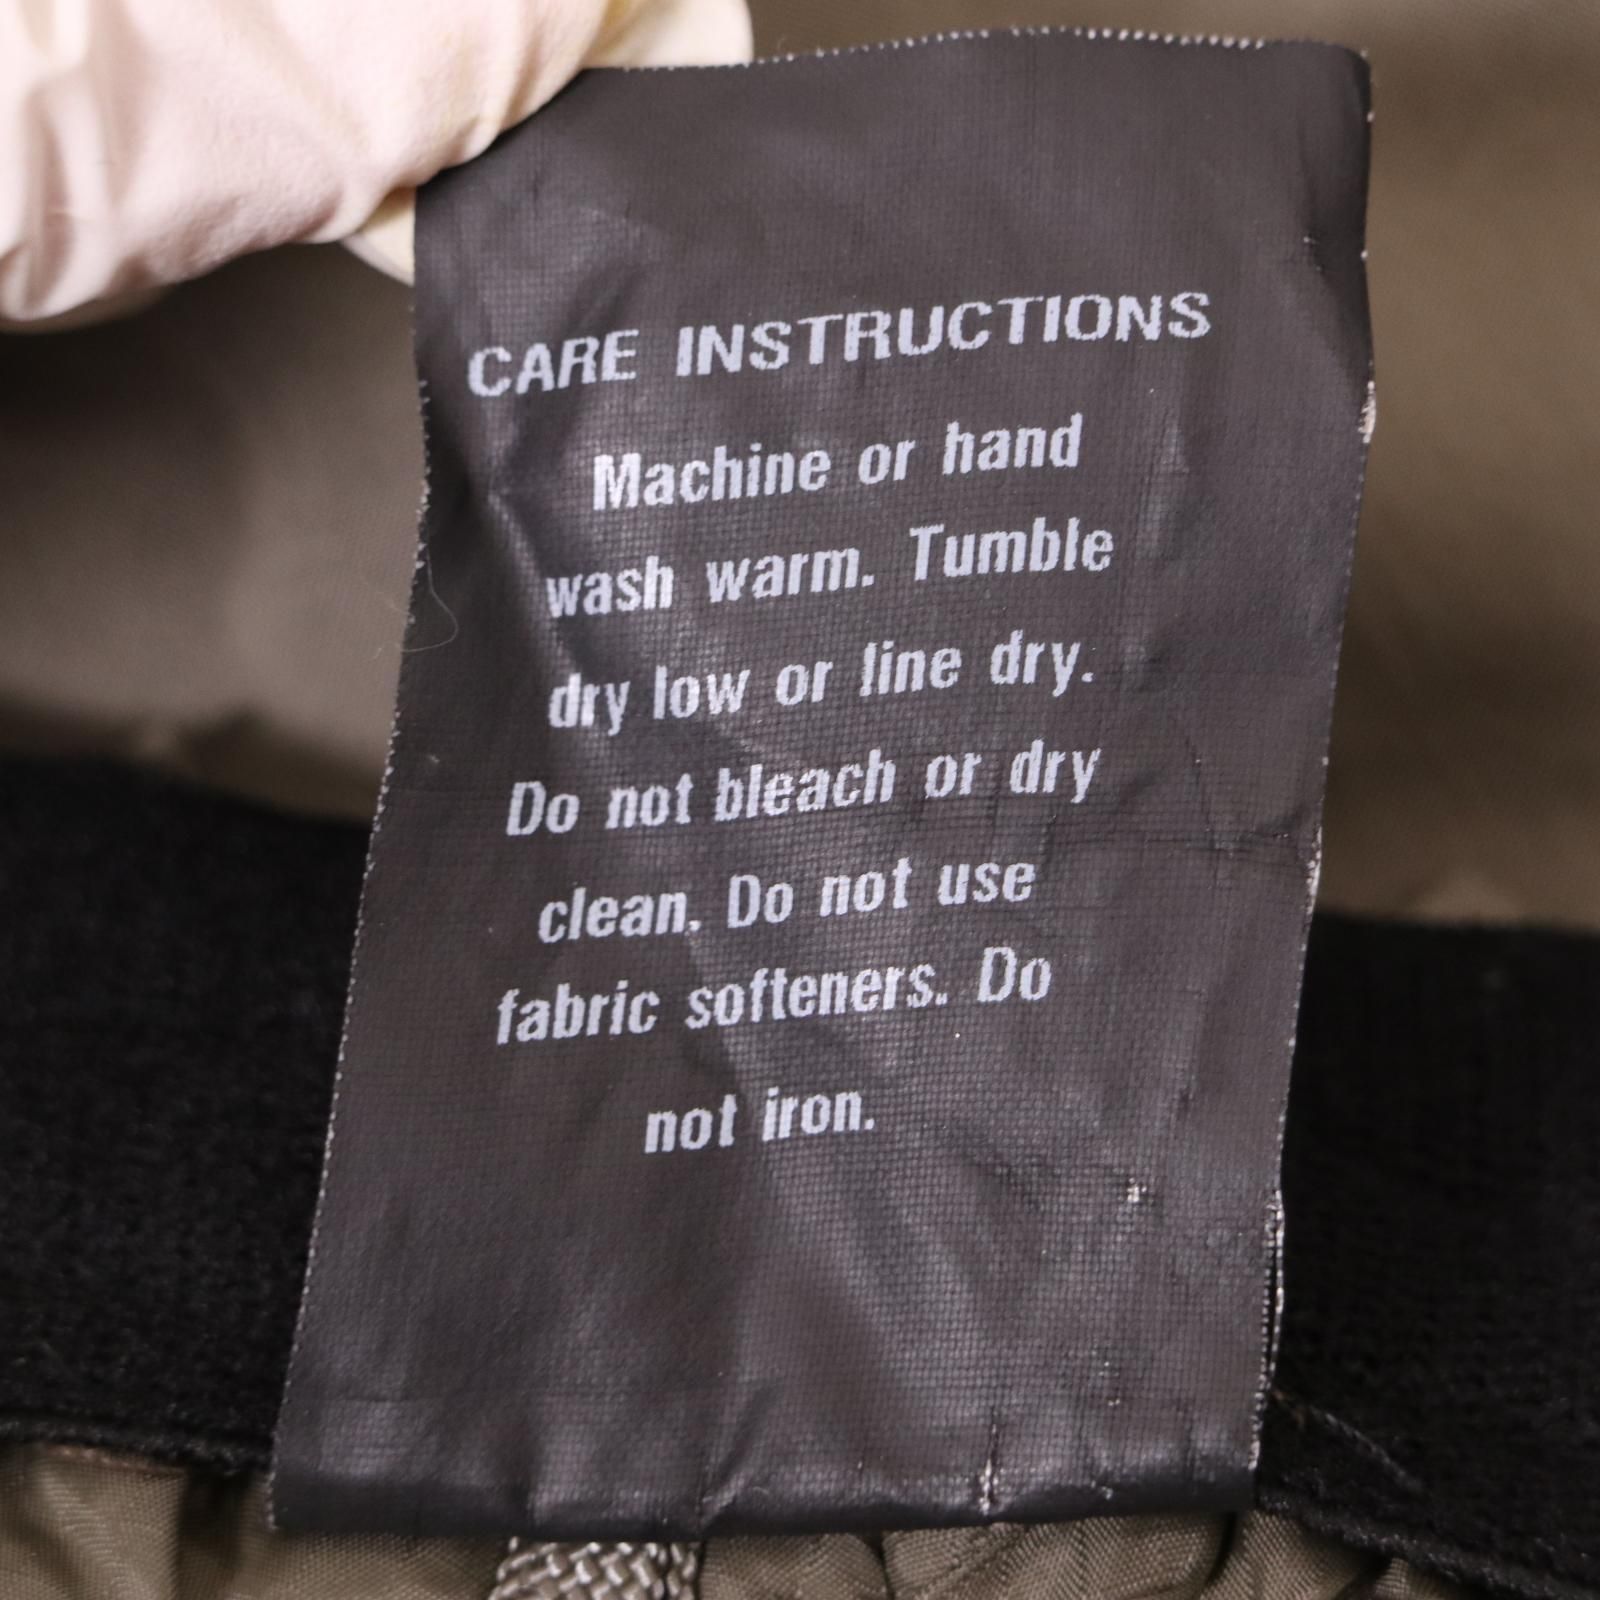 CARE INSTRUCTIONS
Machine or hand
wash warm. Tumble
dry low or line dry.
Do not bleach or dry
clean. Do not use
fabric softeners. Do
not iron.